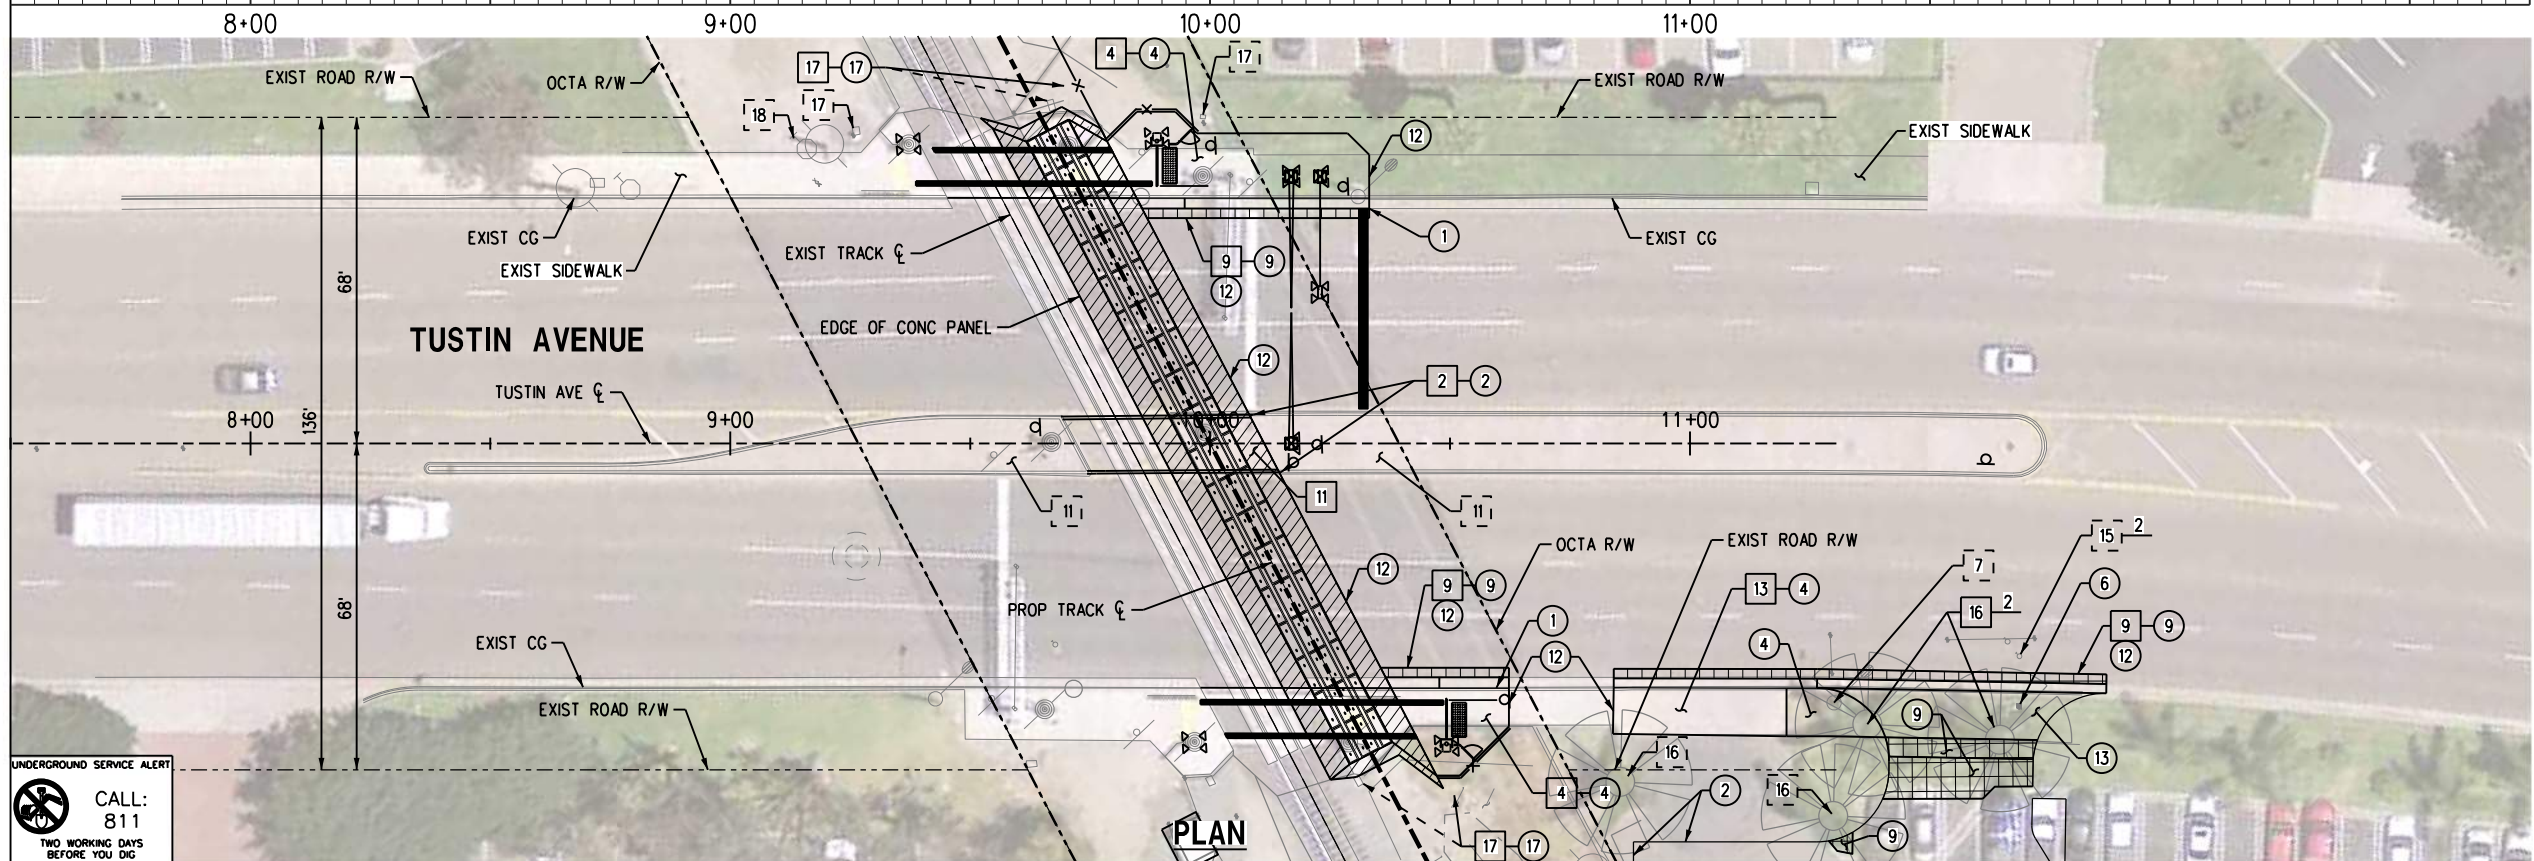 8+00
9+00
10+00
11+00
EXIST ROAD R/W
OCTA R/W
17 17
4 4
17
EXIST ROAD R/W
18
17
12
EXIST SIDEWALK
EXIST CG
EXIST SIDEWALK
EXIST TRACK ℄
9 9
12
1
EXIST CG
68'
TUSTIN AVENUE
EDGE OF CONC PANEL
12
TUSTIN AVE ℄
2 2
136'
8+00
9+00
10+00
11+00
11
11
11
OCTA R/W
EXIST ROAD R/W
15 2
7
12
9 9
12
13 4
16 2
6
68'
PROP TRACK ℄
1
9 9
12
EXIST CG
12
4
EXIST ROAD R/W
9
16
13
UNDERGROUND SERVICE ALERT
CALL:
811
TWO WORKING DAYS
BEFORE YOU DIG
4 4
2
16
PLAN
17 17
9